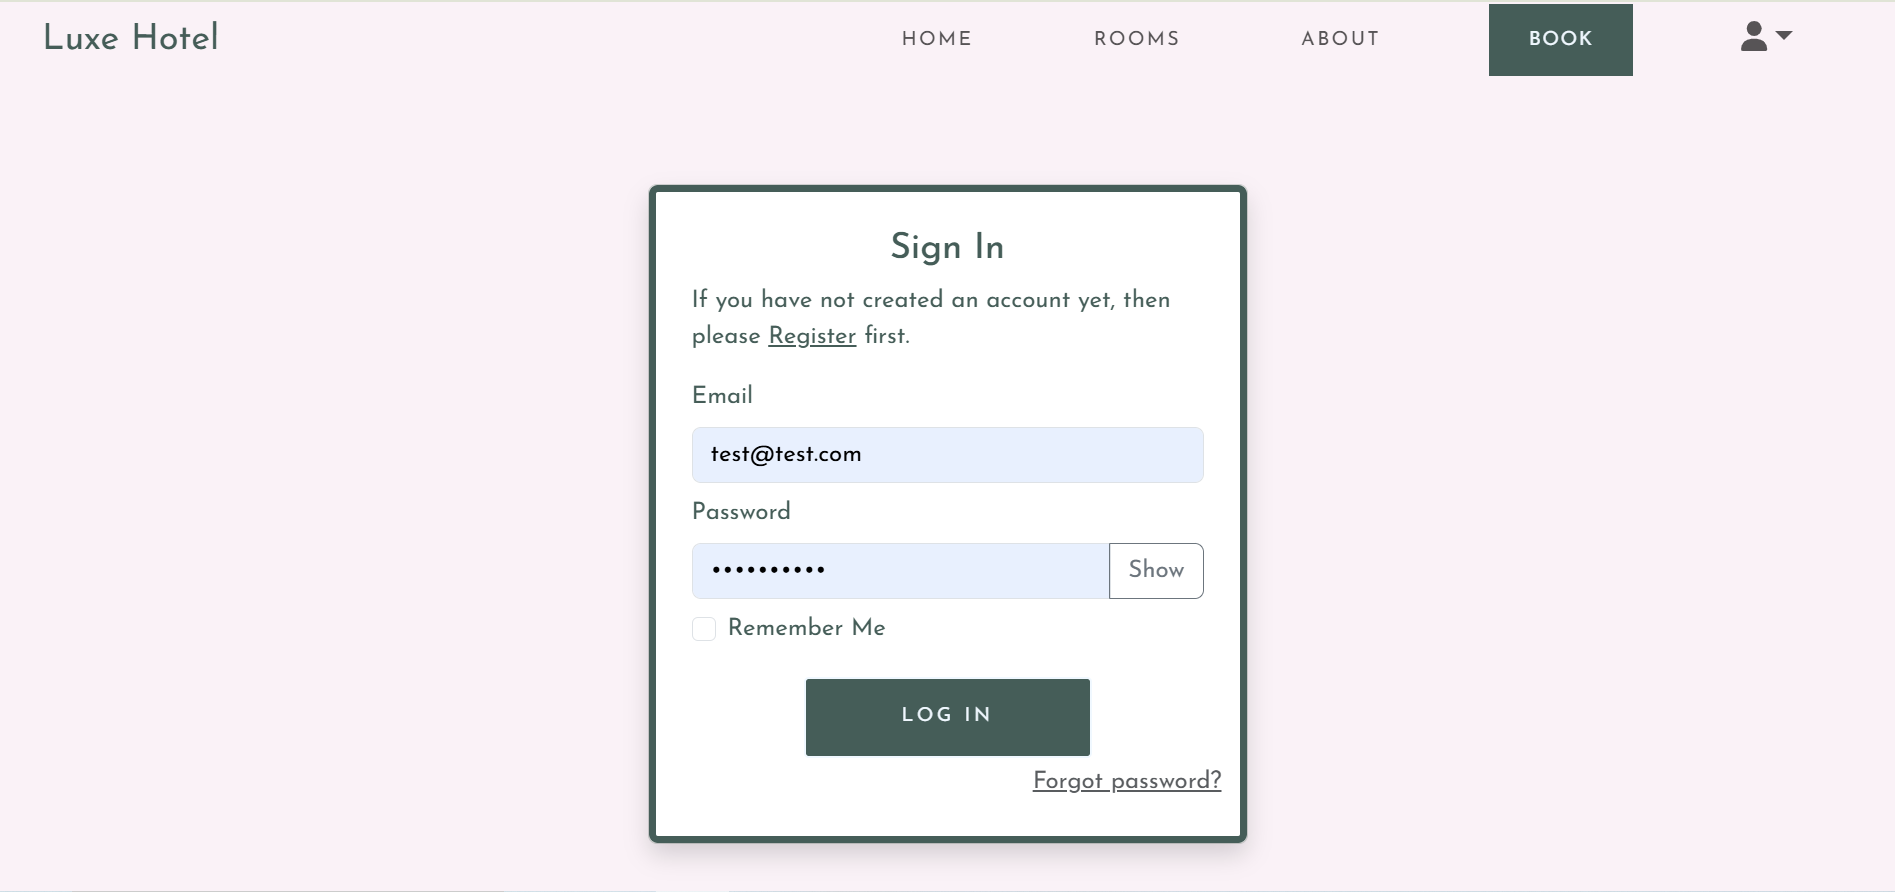 Luxe Hotel
HOME
ROOMS
ABOUT
BOOK
Sign In
If you have not created an account yet, then
please Register first.
Email
test@test.com
Password
••••••••••
Show
Remember Me
LOG IN
Forgot password?